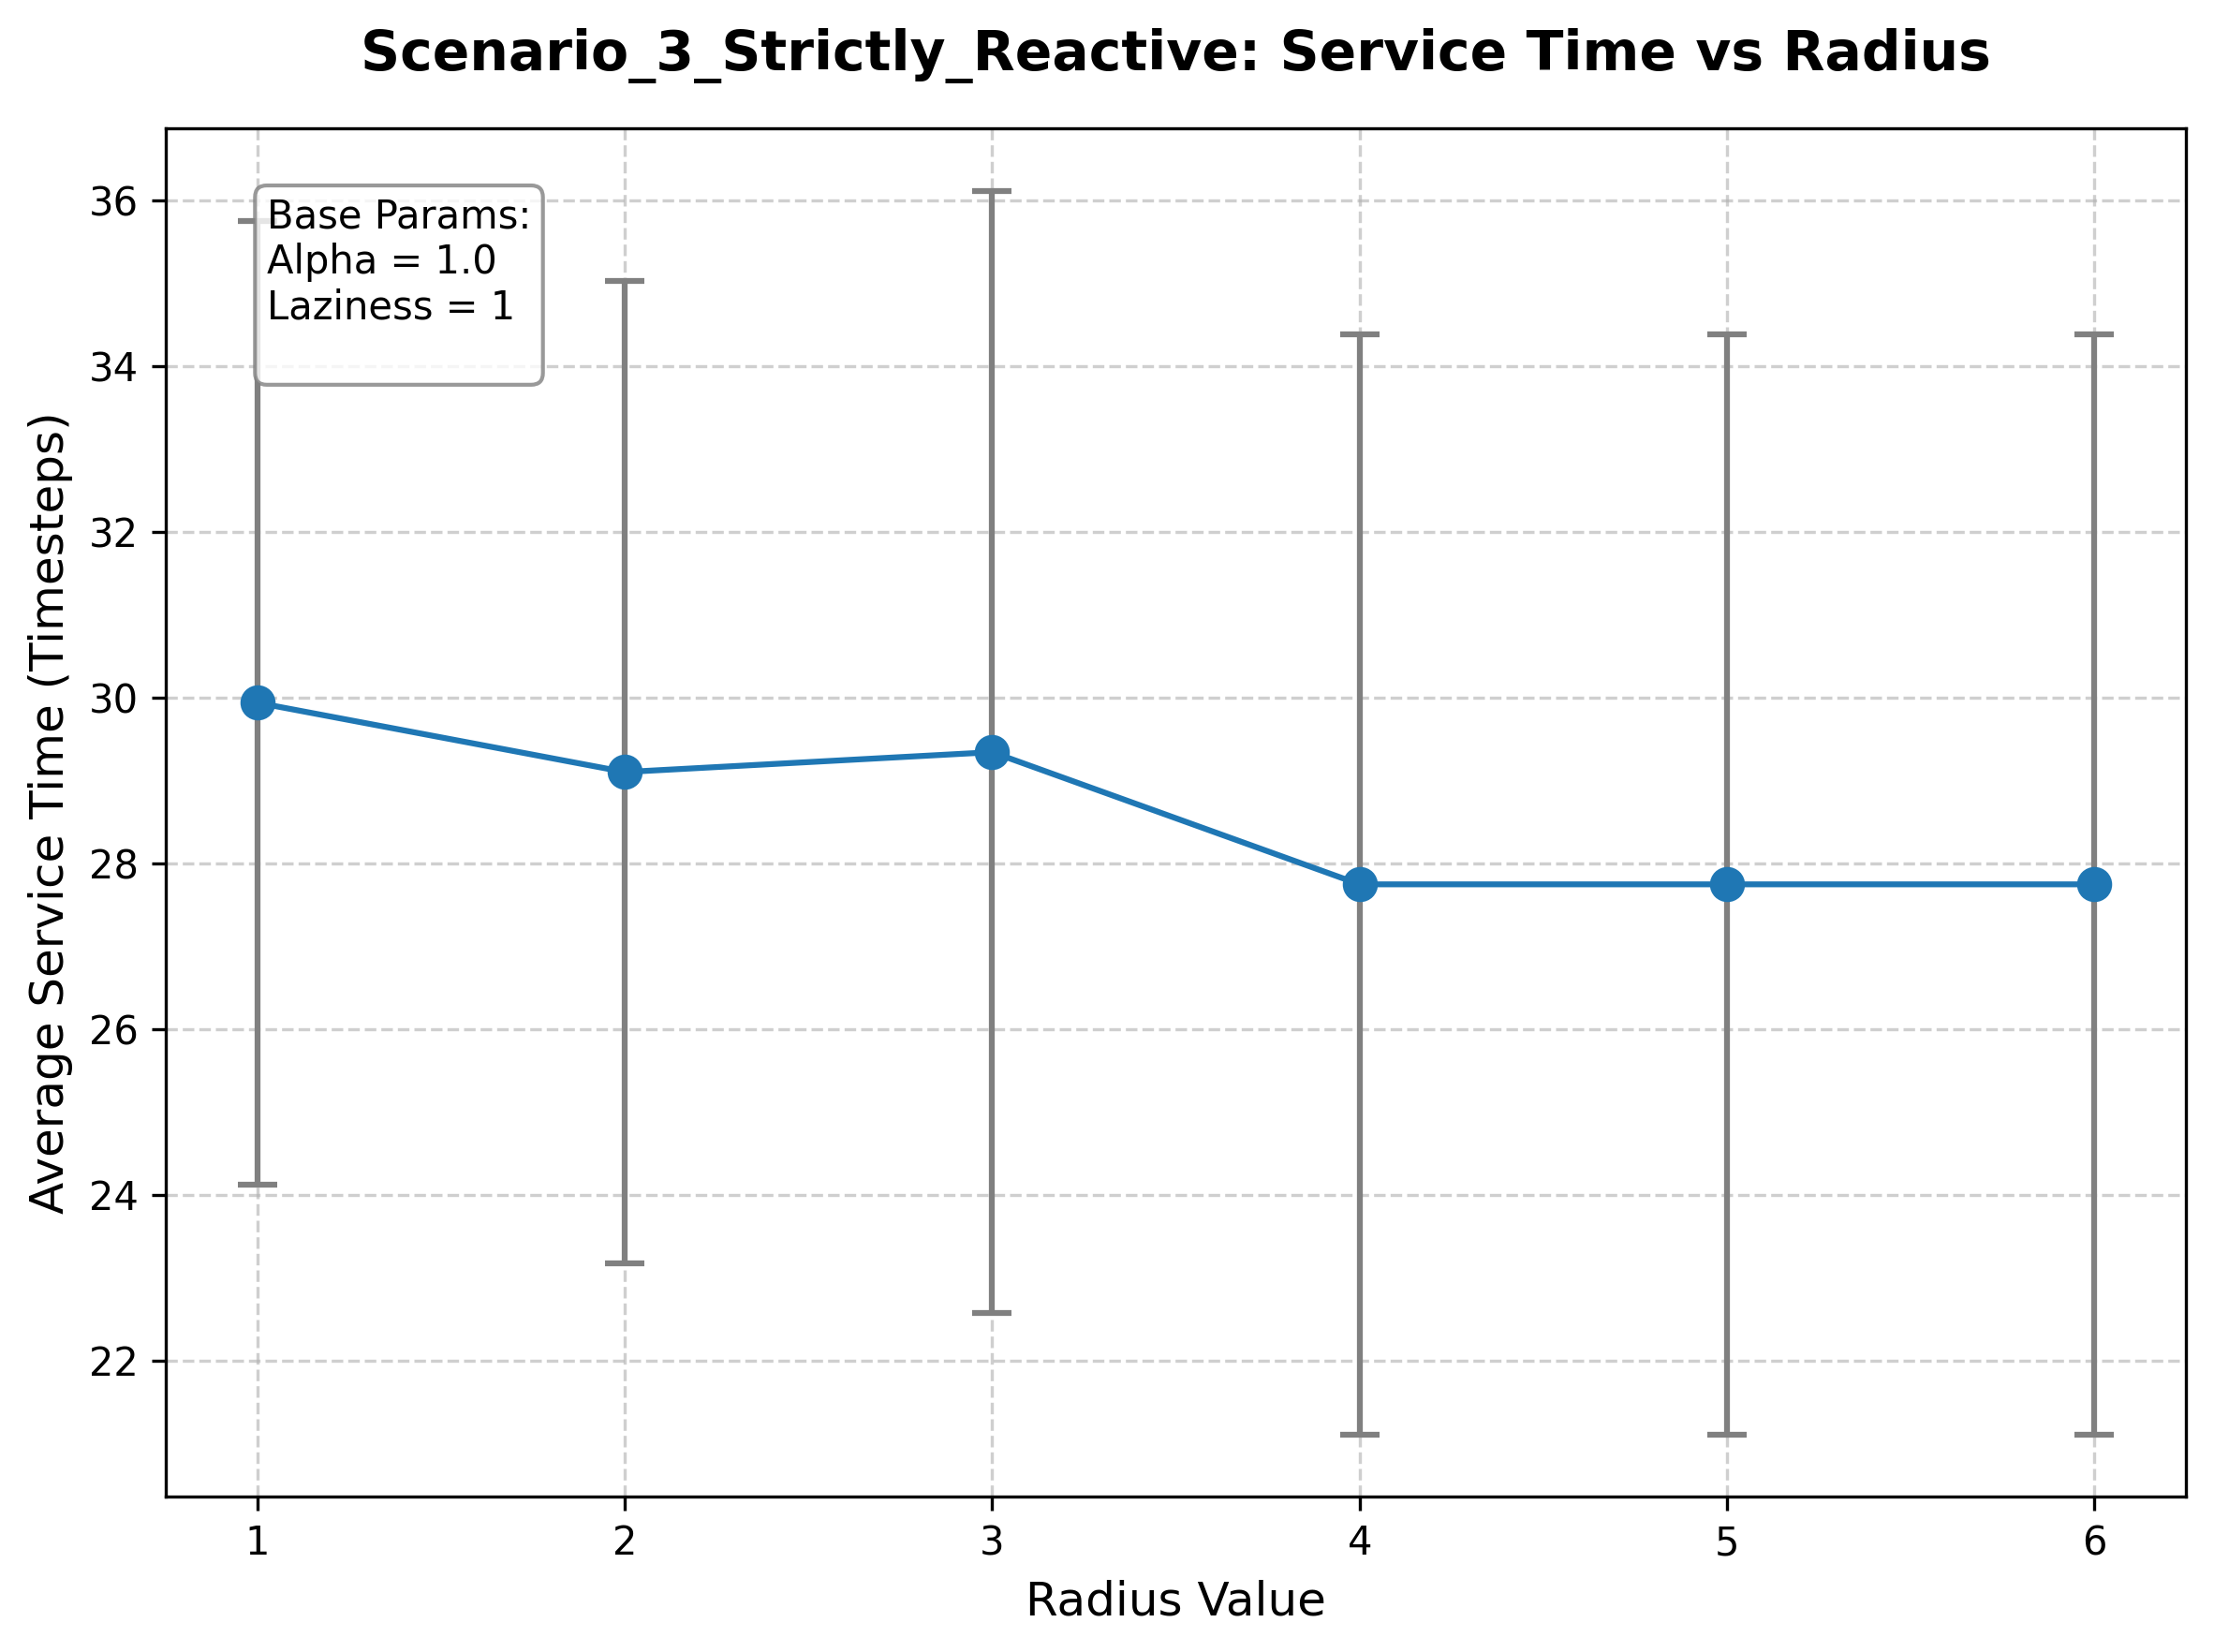 Scenario_3_Strictly_Reactive: Service Time vs Radius
Base Params:
Alpha = 1.0
Laziness = 1
Average Service Time (Timesteps)
36
34
32
30
28
26
24
22
1
2
3
4
5
6
Radius Value